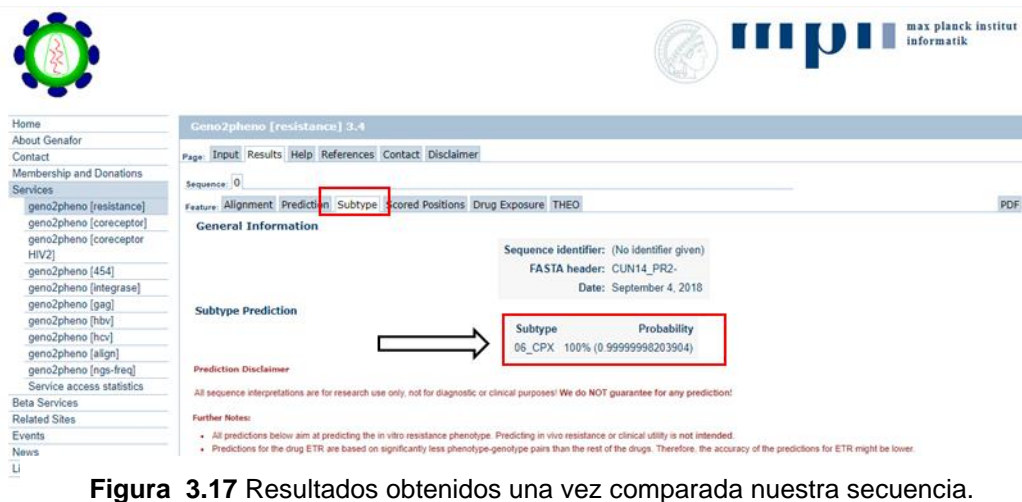 mpi
max planck institut
informatik
Home
About Genafor
Contact
Membership and Donations
Services
geno2pheno [resistance]
geno2pheno [coreceptor]
geno2pheno [coreceptor
HIV2]
geno2pheno [454]
geno2pheno [integrase]
geno2pheno [gag]
geno2pheno [hbv]
geno2pheno [hcv]
geno2pheno [align]
geno2pheno [ngs-freq]
Service access statistics
Beta Services
Related Sites
Events
News
Li
Geno2pheno [resistance] 3.4
Page: Input Results Help References Contact Disclaimer
Sequence: 0
Feature: Alignment Prediction Subtype Scored Positions Drug Exposure THEO PDF
General Information
Sequence identifier: (No identifier given)
FASTA header: CUN14_PR2-
Date: September 4, 2018
Subtype Prediction
Subtype Probability
06_CPX 100% (0.99999998203904)
Prediction Disclaimer
All sequence interpretations are for research use only, not for diagnostic or clinical purposes! We do NOT guarantee for any prediction!
Further Notes:
• All predictions below aim at predicting the in vitro resistance phenotype. Predicting in vivo resistance or clinical utility is not intended.
• Predictions for the drug ETR are based on significantly less phenotype-genotype pairs than the rest of the drugs. Therefore, the accuracy of the predictions for ETR might be lower.
Figura 3.17 Resultados obtenidos una vez comparada nuestra secuencia.